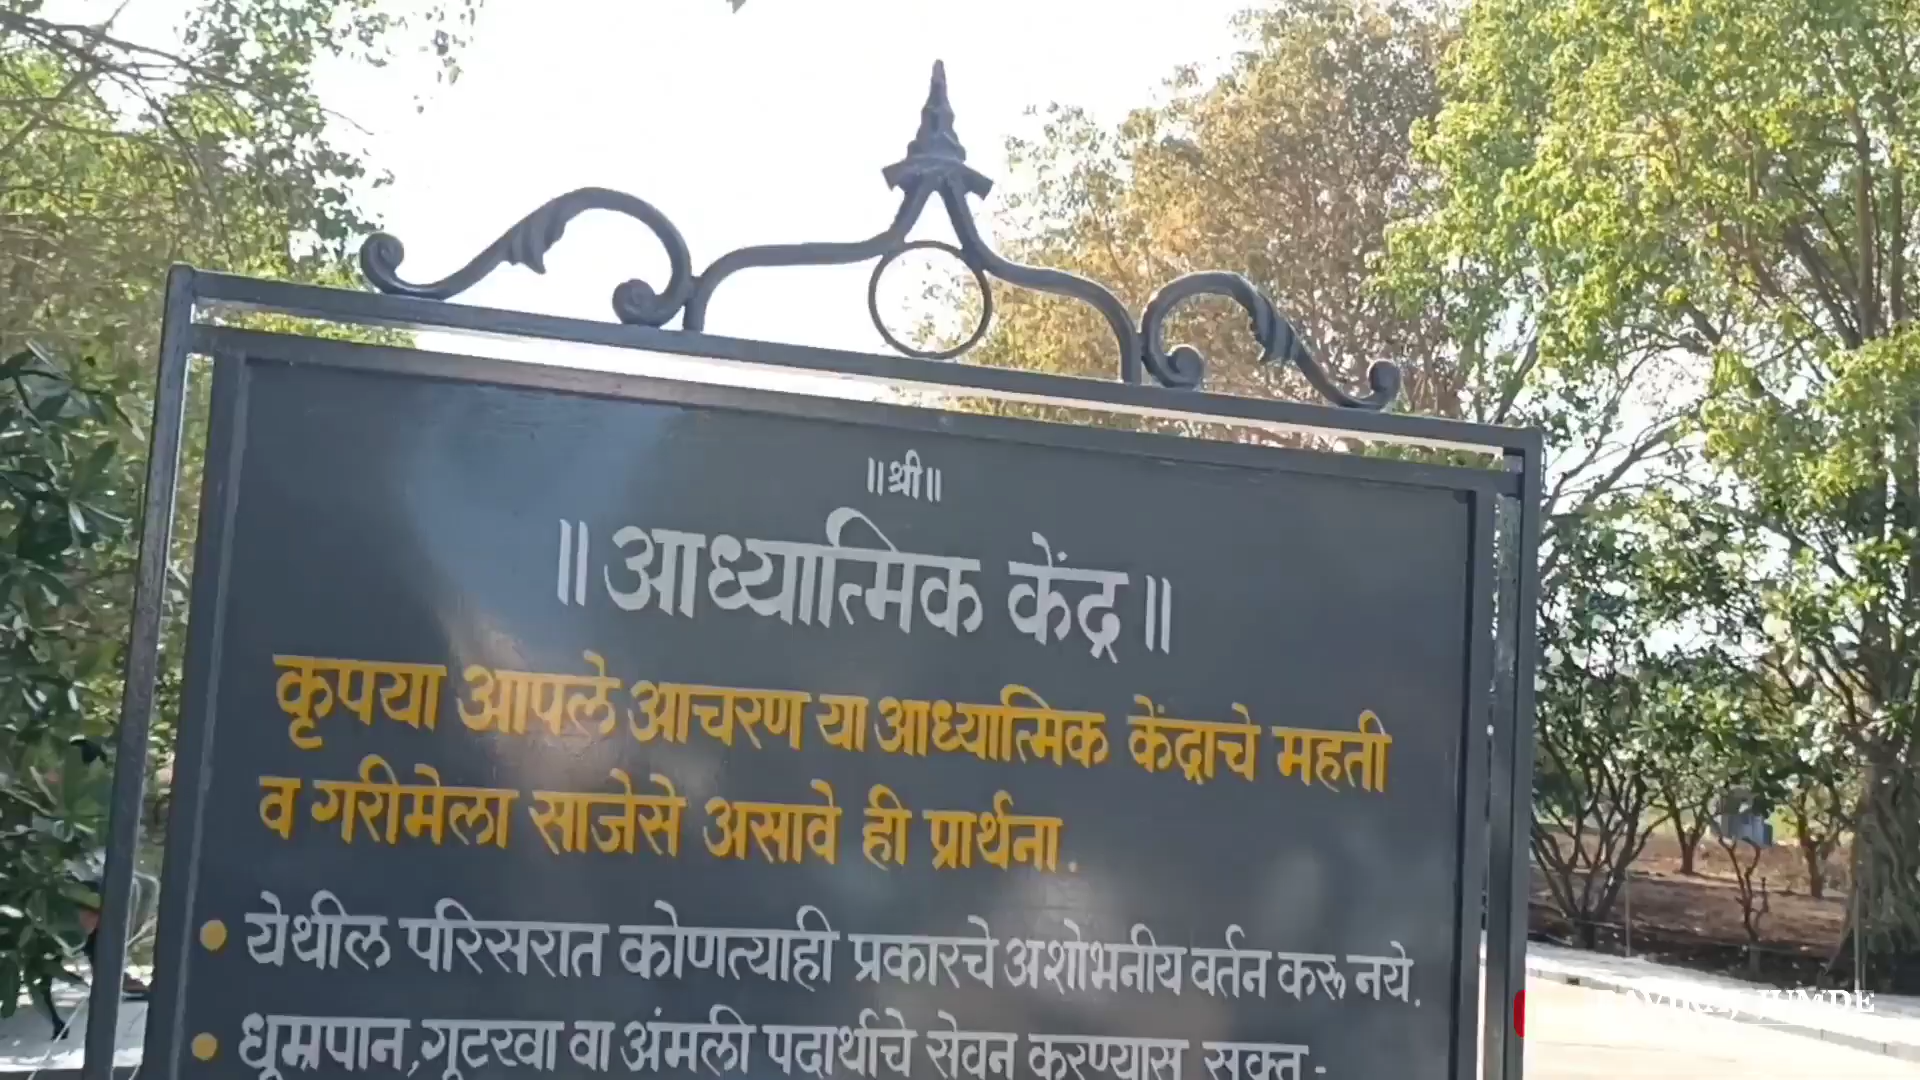 ॥श्री॥
॥आध्यात्मिक केंद्र॥
कृपया आपले आचरण या आध्यात्मिक केंद्राचे महती
व गरीमेला साजेसे असावे ही प्रार्थना.
• येथील परिसरात कोणत्याही प्रकारचे अशोभनीय वर्तन करू नये.
• धूम्रपान,गूटखा वा अंमली पदार्थाचे सेवन करण्यास सक्त-